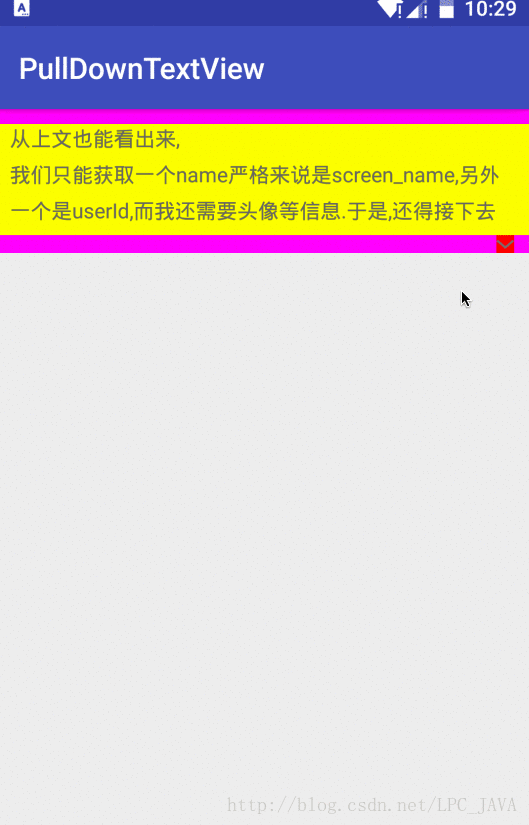 A
10:29
PullDownTextView
从上文也能看出来,
我们只能获取一个name严格来说是screen_name,另外
一个是userId,而我还需要头像等信息.于是,还得接下去
http://blog.csdn.net/LPC_JAVA